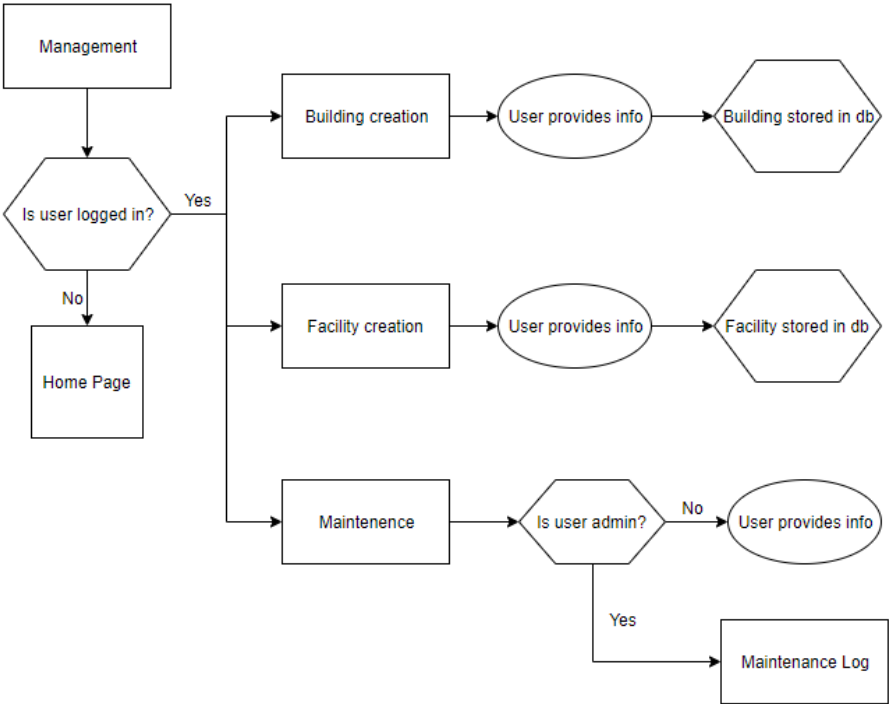 Management
Is user logged in?
Yes
No
Home Page
Building creation
User provides info
Building stored in db
Facility creation
User provides info
Facility stored in db
Maintenence
Is user admin?
No
User provides info
Yes
Maintenance Log